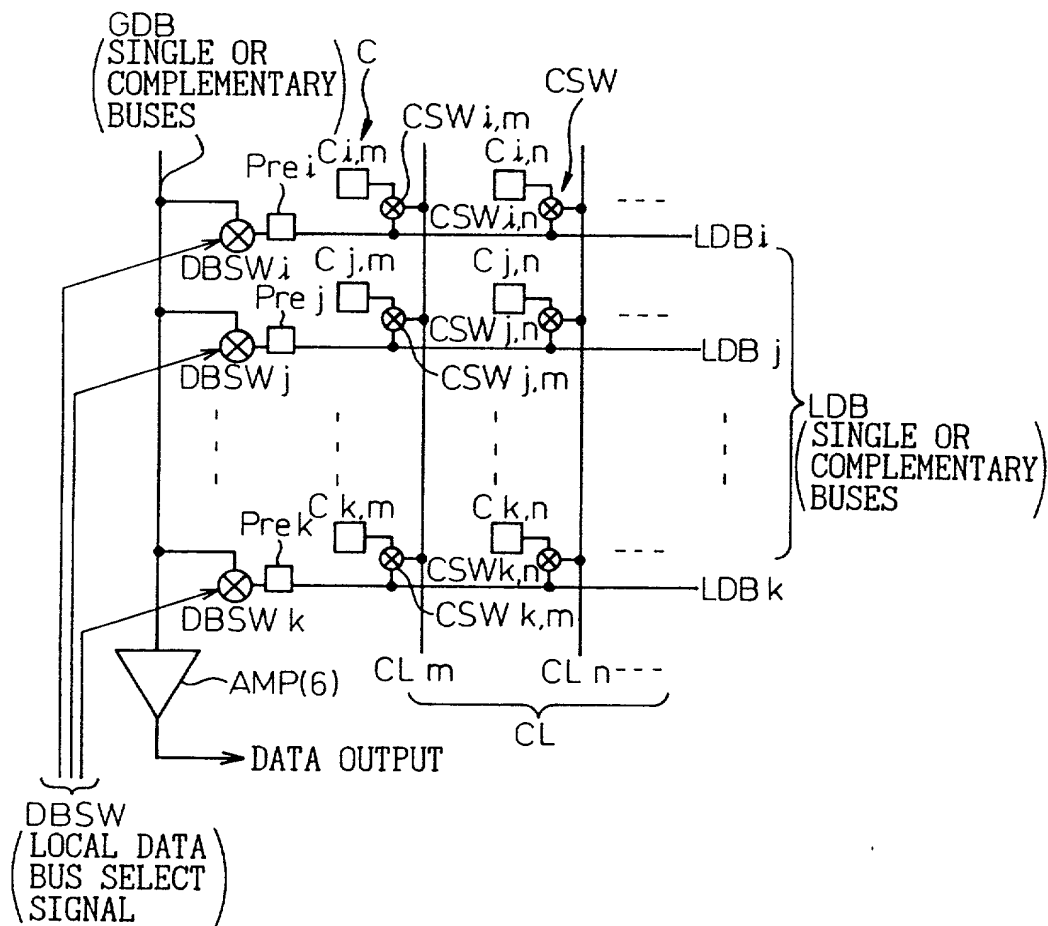 GDB
(SINGLE OR
COMPLEMENTARY
BUSES)
C
CSW
CSW i,m
C i,m
C i,n
Pre i
CSW i,n
---
LDB i
DBSW i
C j,m
C j,n
Pre j
CSW j,n
---
LDB j
DBSW j
CSW j,m
LDB
(SINGLE OR
COMPLEMENTARY
BUSES)
C k,m
C k,n
Pre k
CSW k,n
---
LDB k
DBSW k
CSW k,m
CL m
CL n ---
AMP(6)
CL
DATA OUTPUT
DBSW
(LOCAL DATA
BUS SELECT
SIGNAL)